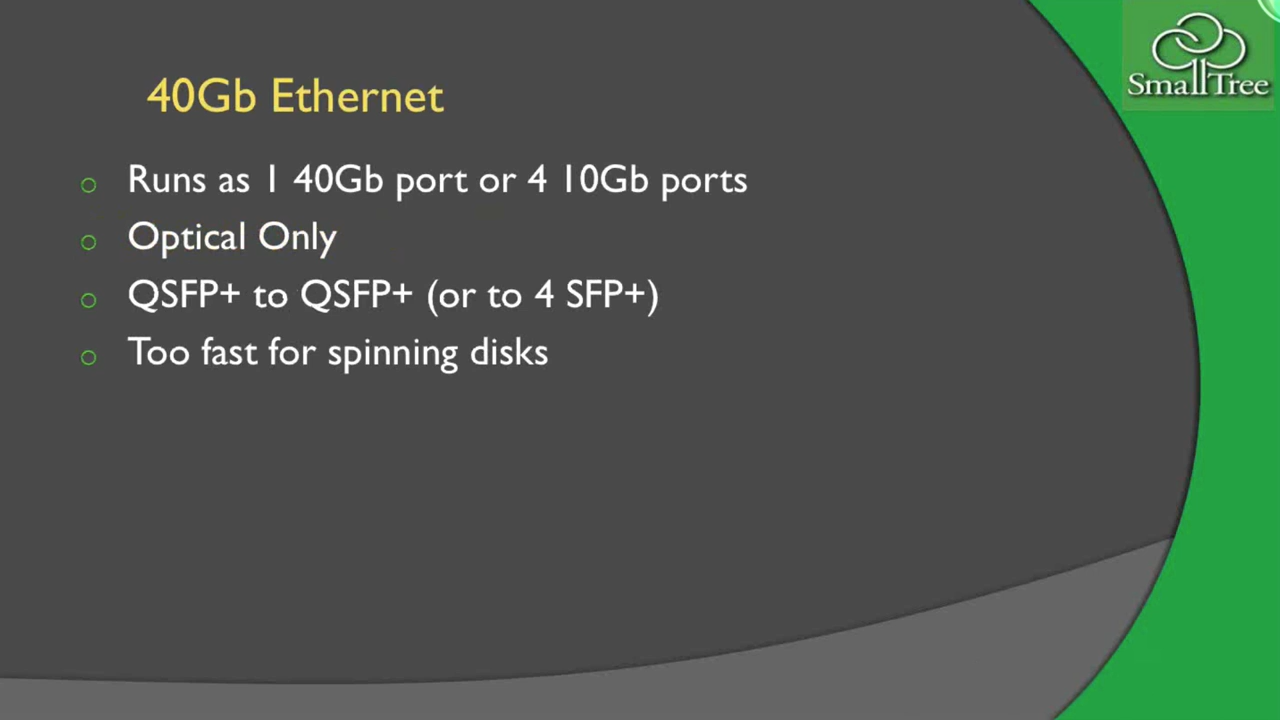 SmallTree
40Gb Ethernet
Runs as 1 40Gb port or 4 10Gb ports
Optical Only
QSFP+ to QSFP+ (or to 4 SFP+)
Too fast for spinning disks